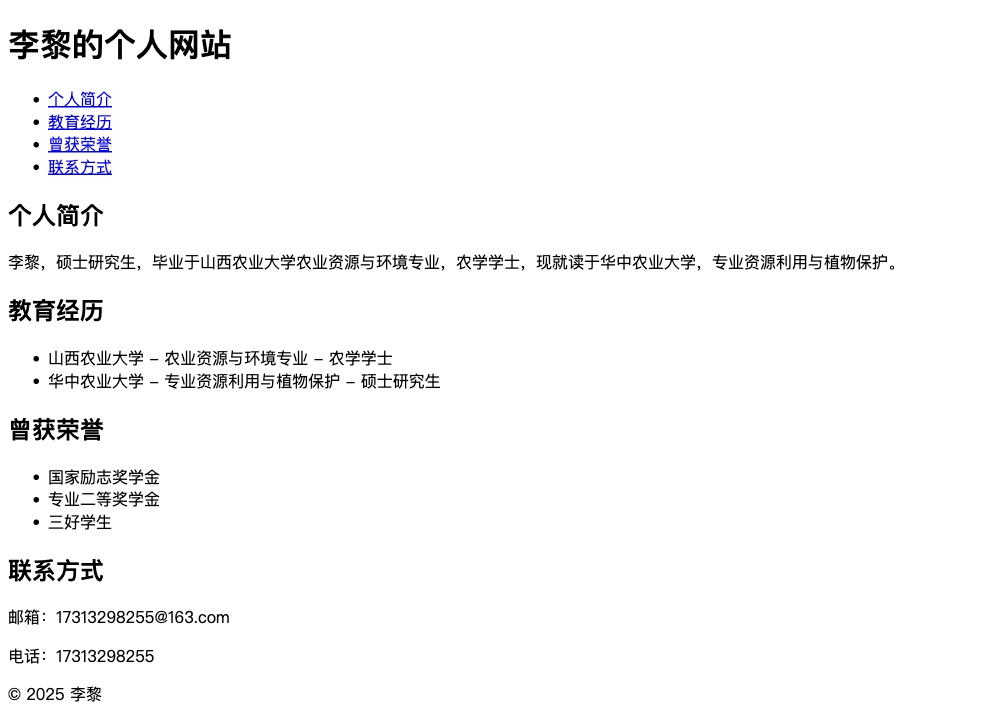 李黎的个人网站
个人简介
教育经历
曾获荣誉
联系方式
个人简介
李黎，硕士研究生，毕业于山西农业大学农业资源与环境专业，农学学士，现就读于华中农业大学，专业资源利用与植物保护。
教育经历
山西农业大学 – 农业资源与环境专业 – 农学学士
华中农业大学 – 专业资源利用与植物保护 – 硕士研究生
曾获荣誉
国家励志奖学金
专业二等奖学金
三好学生
联系方式
邮箱：17313298255@163.com
电话：17313298255
© 2025 李黎